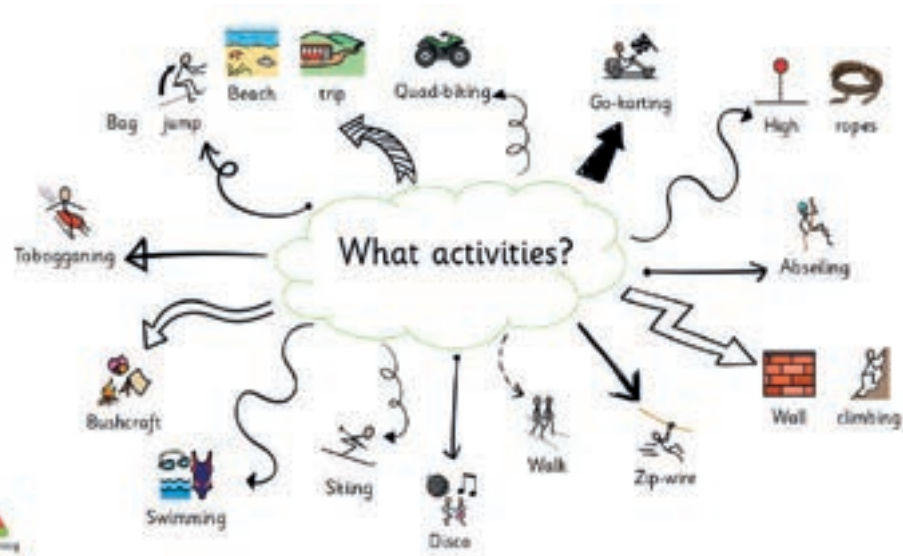 Beach trip
Quad-biking
Go-karting
Bag jump
High ropes
What activities?
Tobogganing
Abseiling
Bushcraft
Wall climbing
Skiing
Walk
Zip-wire
Swimming
Disco